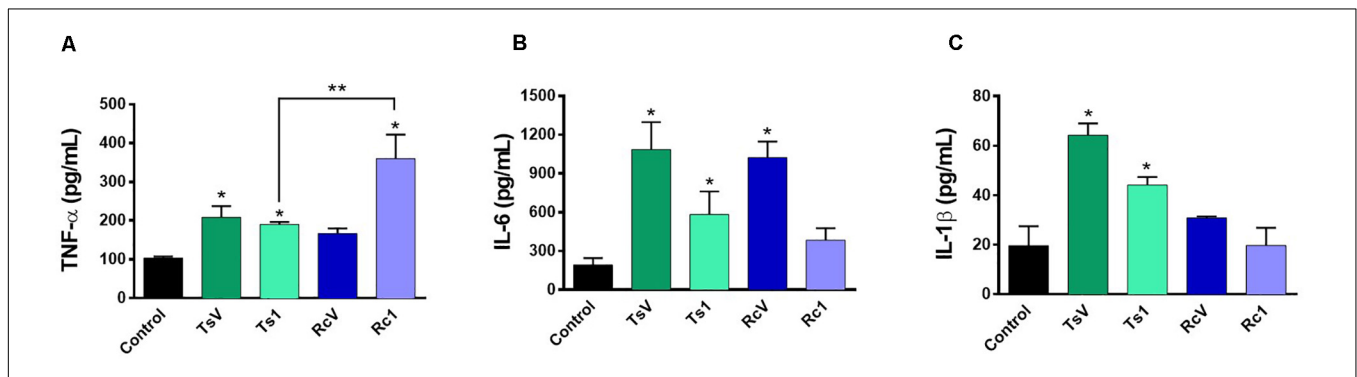 A
TNF-α (pg/mL)
500
400
300
200
100
0
**
*
*
*
Control
TsV
Ts1
RcV
Rc1
B
IL-6 (pg/mL)
1500
1200
900
600
300
0
*
*
*
Control
TsV
Ts1
RcV
Rc1
C
IL-1β (pg/mL)
80
60
40
20
0
*
*
Control
TsV
Ts1
RcV
Rc1